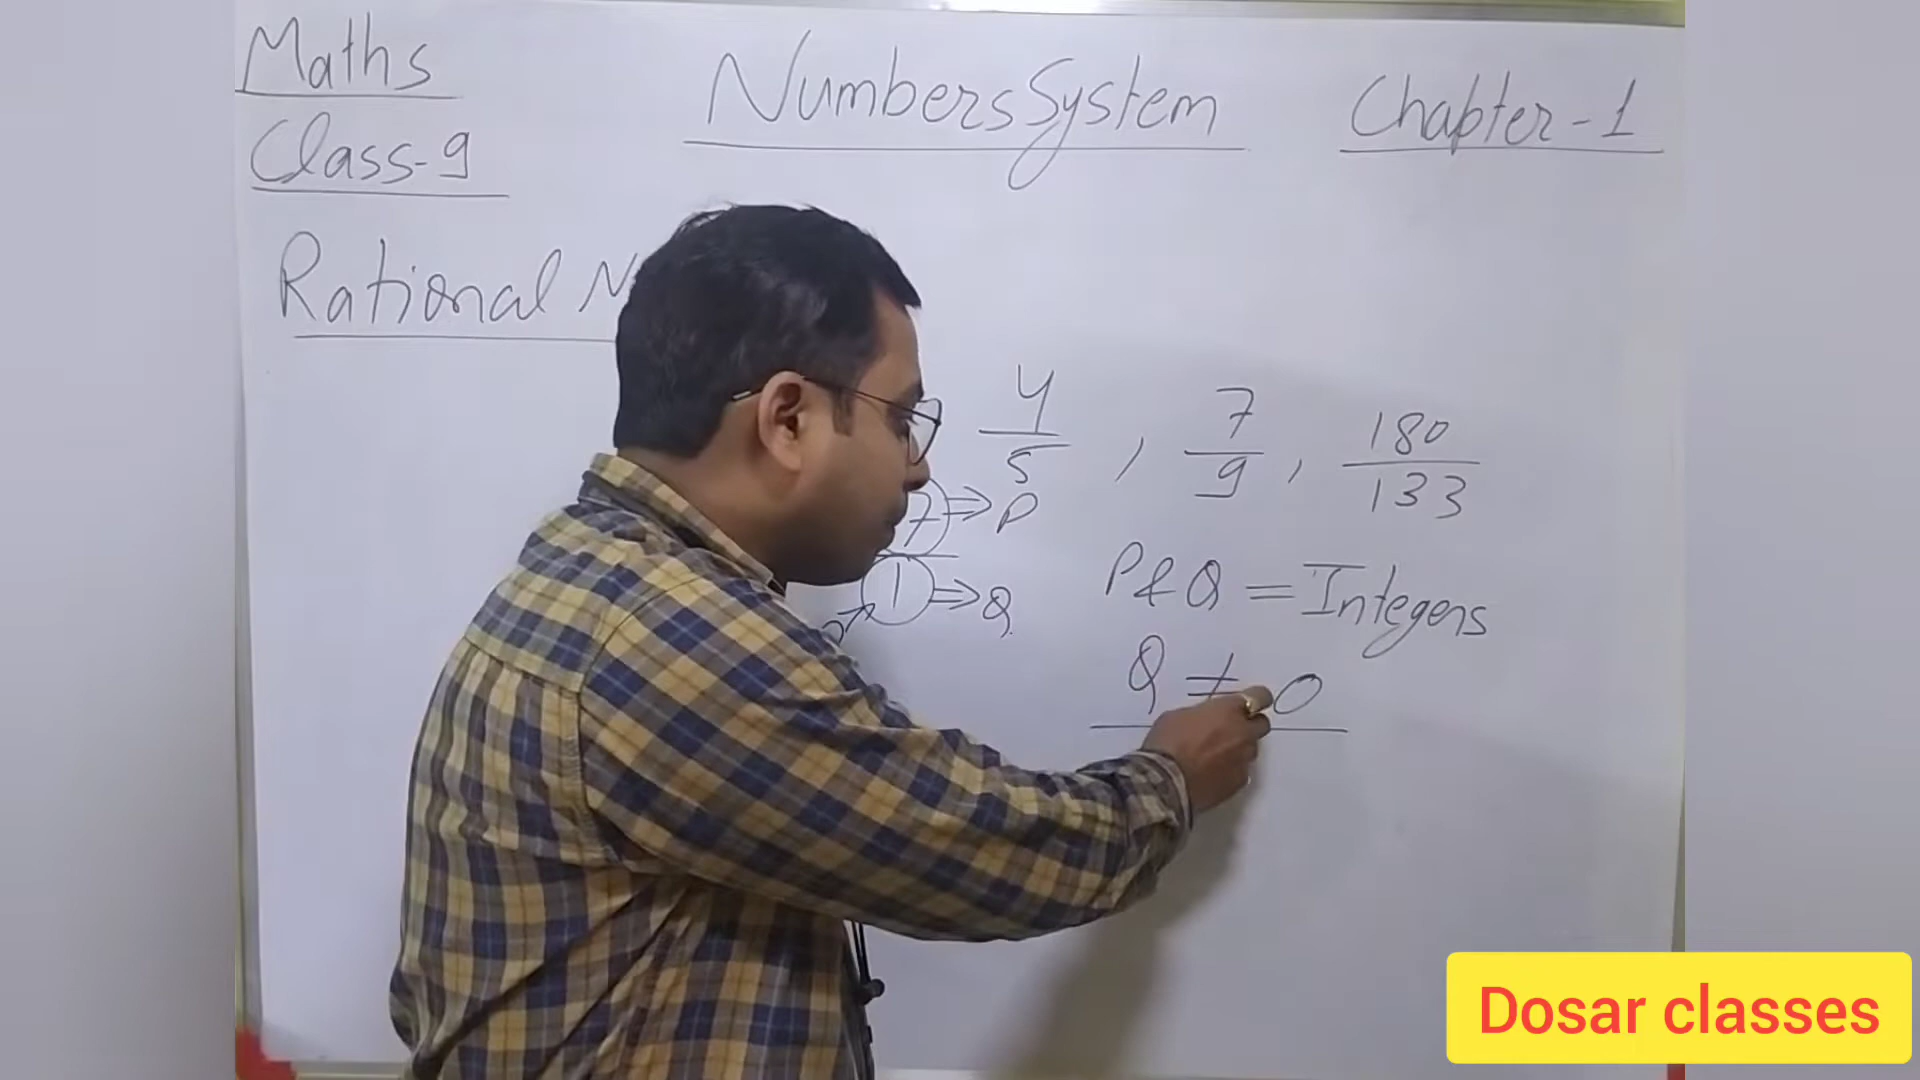 Maths
Class-9
Numbers System
Chapter-1
Rational
4/5 , 7/9 , 180/133
7 ⇒ P
1 ⇒ Q
P & Q = Integers
Q ≠ 0
Dosar classes